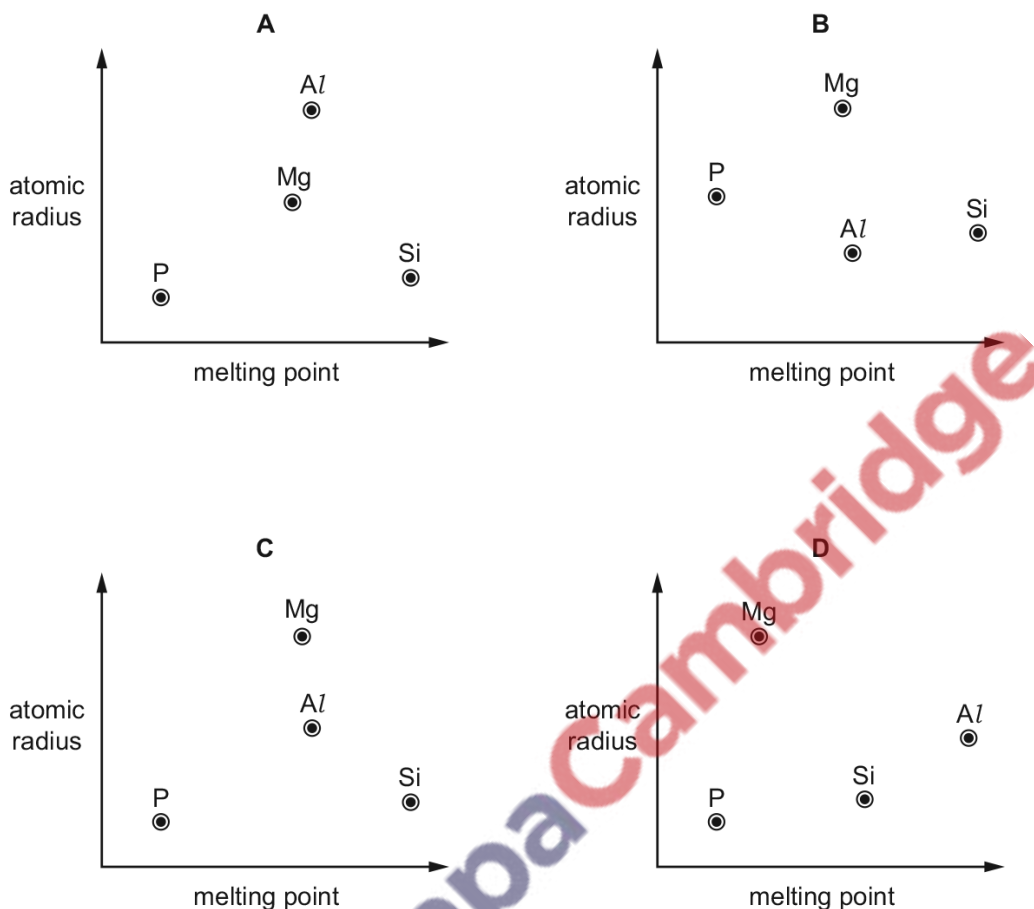 A
Al
Mg
Si
P
atomic
radius
melting point
B
Mg
P
Al
Si
atomic
radius
melting point
C
Mg
Al
Si
P
atomic
radius
melting point
D
Mg
Al
Si
P
atomic
radius
melting point
paCambridge